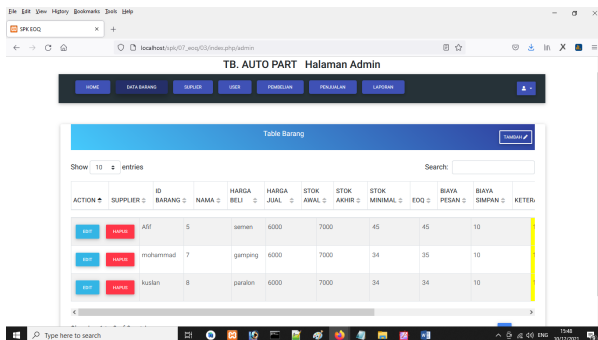 File Edit View History Bookmarks Tools Help
SPK EOQ
localhost/spk/07_eoq/03/index.php/admin
TB. AUTO PART Halaman Admin
HOME DATA BARANG SUPLIER USER PEMBELIAN PENJUALAN LAPORAN
Table Barang
TAMBAH
Show 10 entries Search:
ACTION SUPPLIER ID BARANG NAMA HARGA BELI HARGA JUAL STOK AWAL STOK AKHIR STOK MINIMAL EOQ BIAYA PESAN BIAYA SIMPAN KETERA
EDIT HAPUS Afif 5 semen 6000 7000 45 45 10
EDIT HAPUS mohammad 7 gamping 6000 7000 34 35 10
EDIT HAPUS kuslan 8 paralon 6000 7000 34 34 10
Type here to search ENG 15:48
30/12/2021